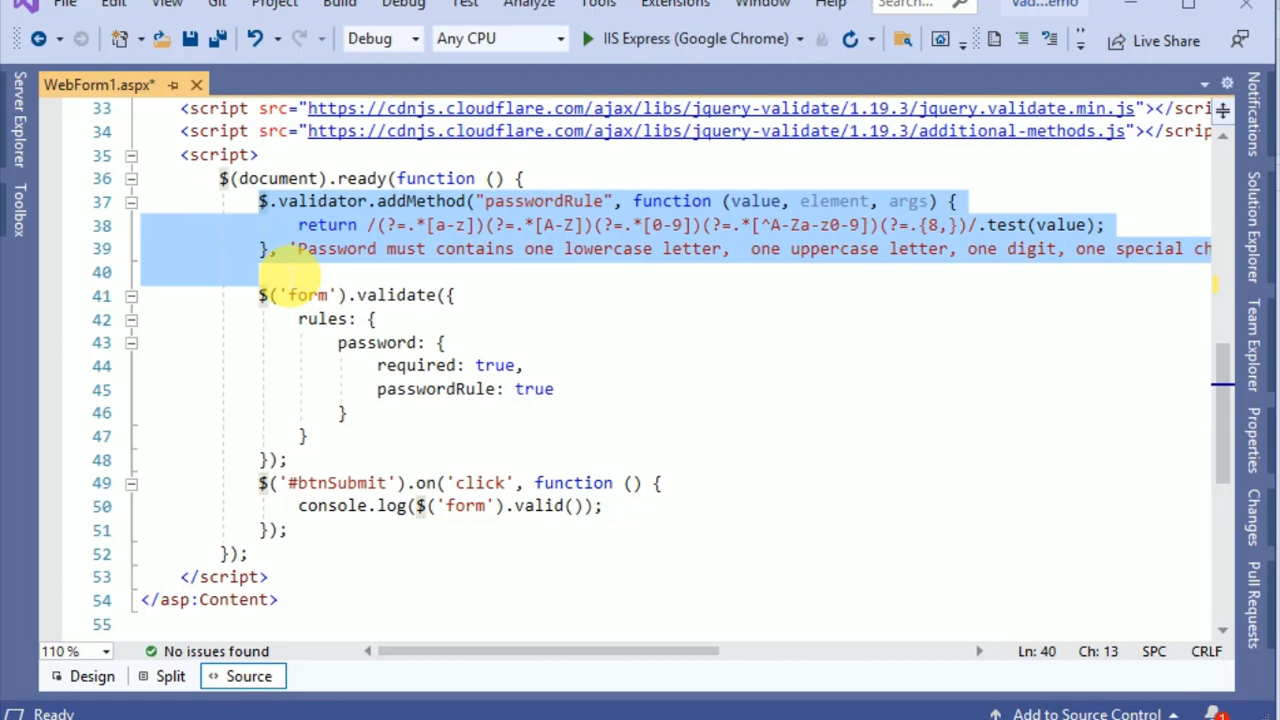 File Edit View Git Project Build Debug Test Analyze Tools Extensions Window Help Search... Vad...emo
Debug Any CPU IIS Express (Google Chrome) Live Share
WebForm1.aspx*
Server Explorer
Toolbox
33 <script src="https://cdnjs.cloudflare.com/ajax/libs/jquery-validate/1.19.3/jquery.validate.min.js"></scri
34 <script src="https://cdnjs.cloudflare.com/ajax/libs/jquery-validate/1.19.3/additional-methods.js"></scrip
35 <script>
36 $(document).ready(function () {
37 $.validator.addMethod("passwordRule", function (value, element, args) {
38 return /(?=.*[a-z])(?=.*[A-Z])(?=.*[0-9])(?=.*[^A-Za-z0-9])(?=.{8,})/.test(value);
39 }, 'Password must contains one lowercase letter,  one uppercase letter, one digit, one special ch
40
41 $('form').validate({
42 rules: {
43 password: {
44 required: true,
45 passwordRule: true
46 }
47 }
48 });
49 $('#btnSubmit').on('click', function () {
50 console.log($('form').valid());
51 });
52 });
53 </script>
54 </asp:Content>
55
Notifications
Solution Explorer
Team Explorer
Properties
Git Changes
Pull Requests
110 % No issues found Ln: 40 Ch: 13 SPC CRLF
Design Split Source
Ready Add to Source Control 1